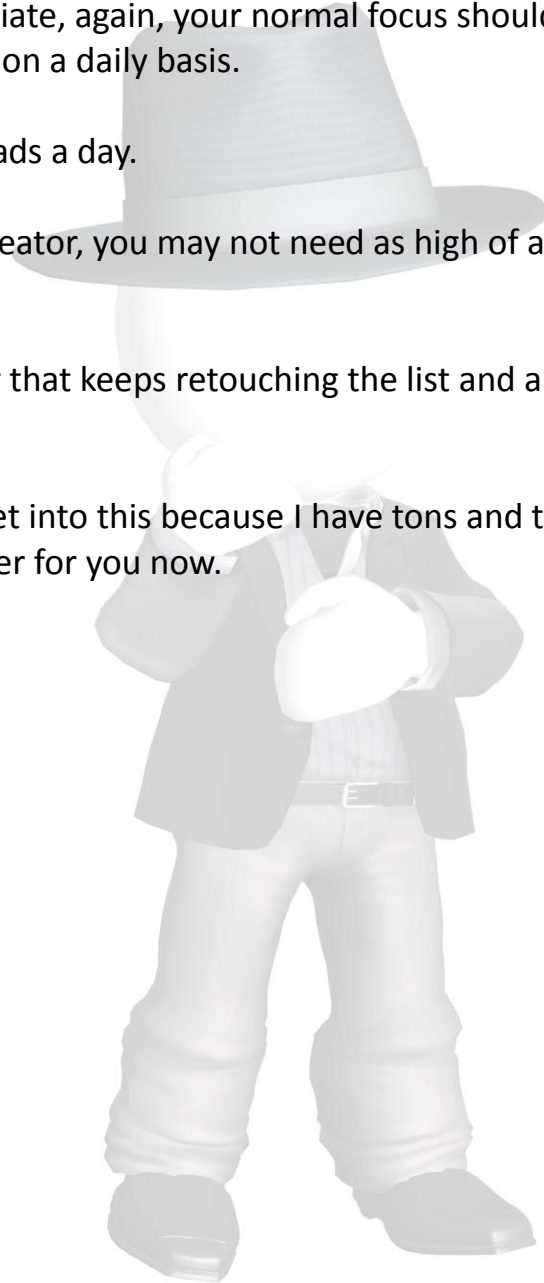 iate, again, your normal focus should
on a daily basis.
ads a day.
eator, you may not need as high of a
that keeps retouching the list and a
et into this because I have tons and t
er for you now.